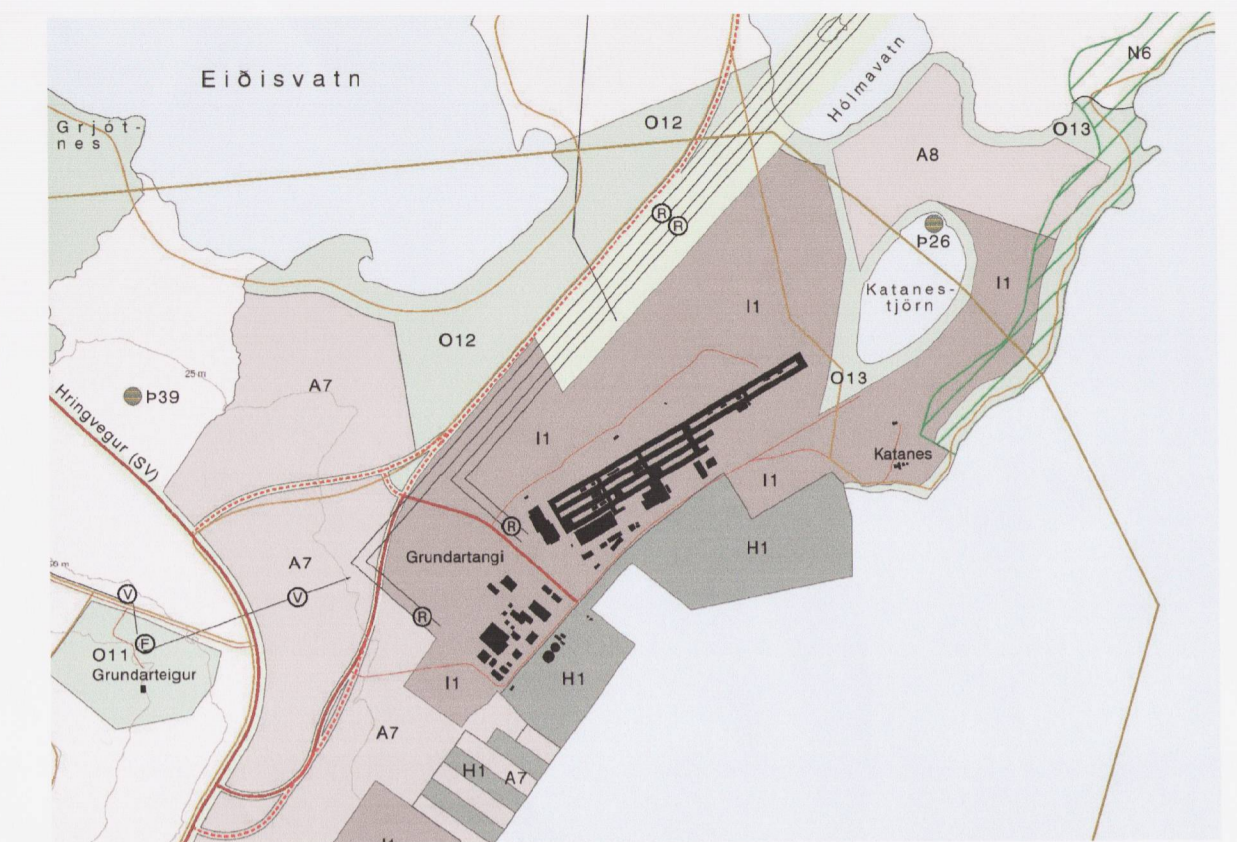 Eiðisvatn
Hólmavatn
N6
Grjót-
nes
O12
O13
A8
Þ26
Katanes-
tjörn
I1
I1
O12
O13
25 m
A7
Þ39
Hringvegur (SV)
I1
Katanes
I1
R
R
R
H1
Grundartangi
A7
V
V
R
F
O11
Grundarteigur
I1
H1
A7
H1
A7